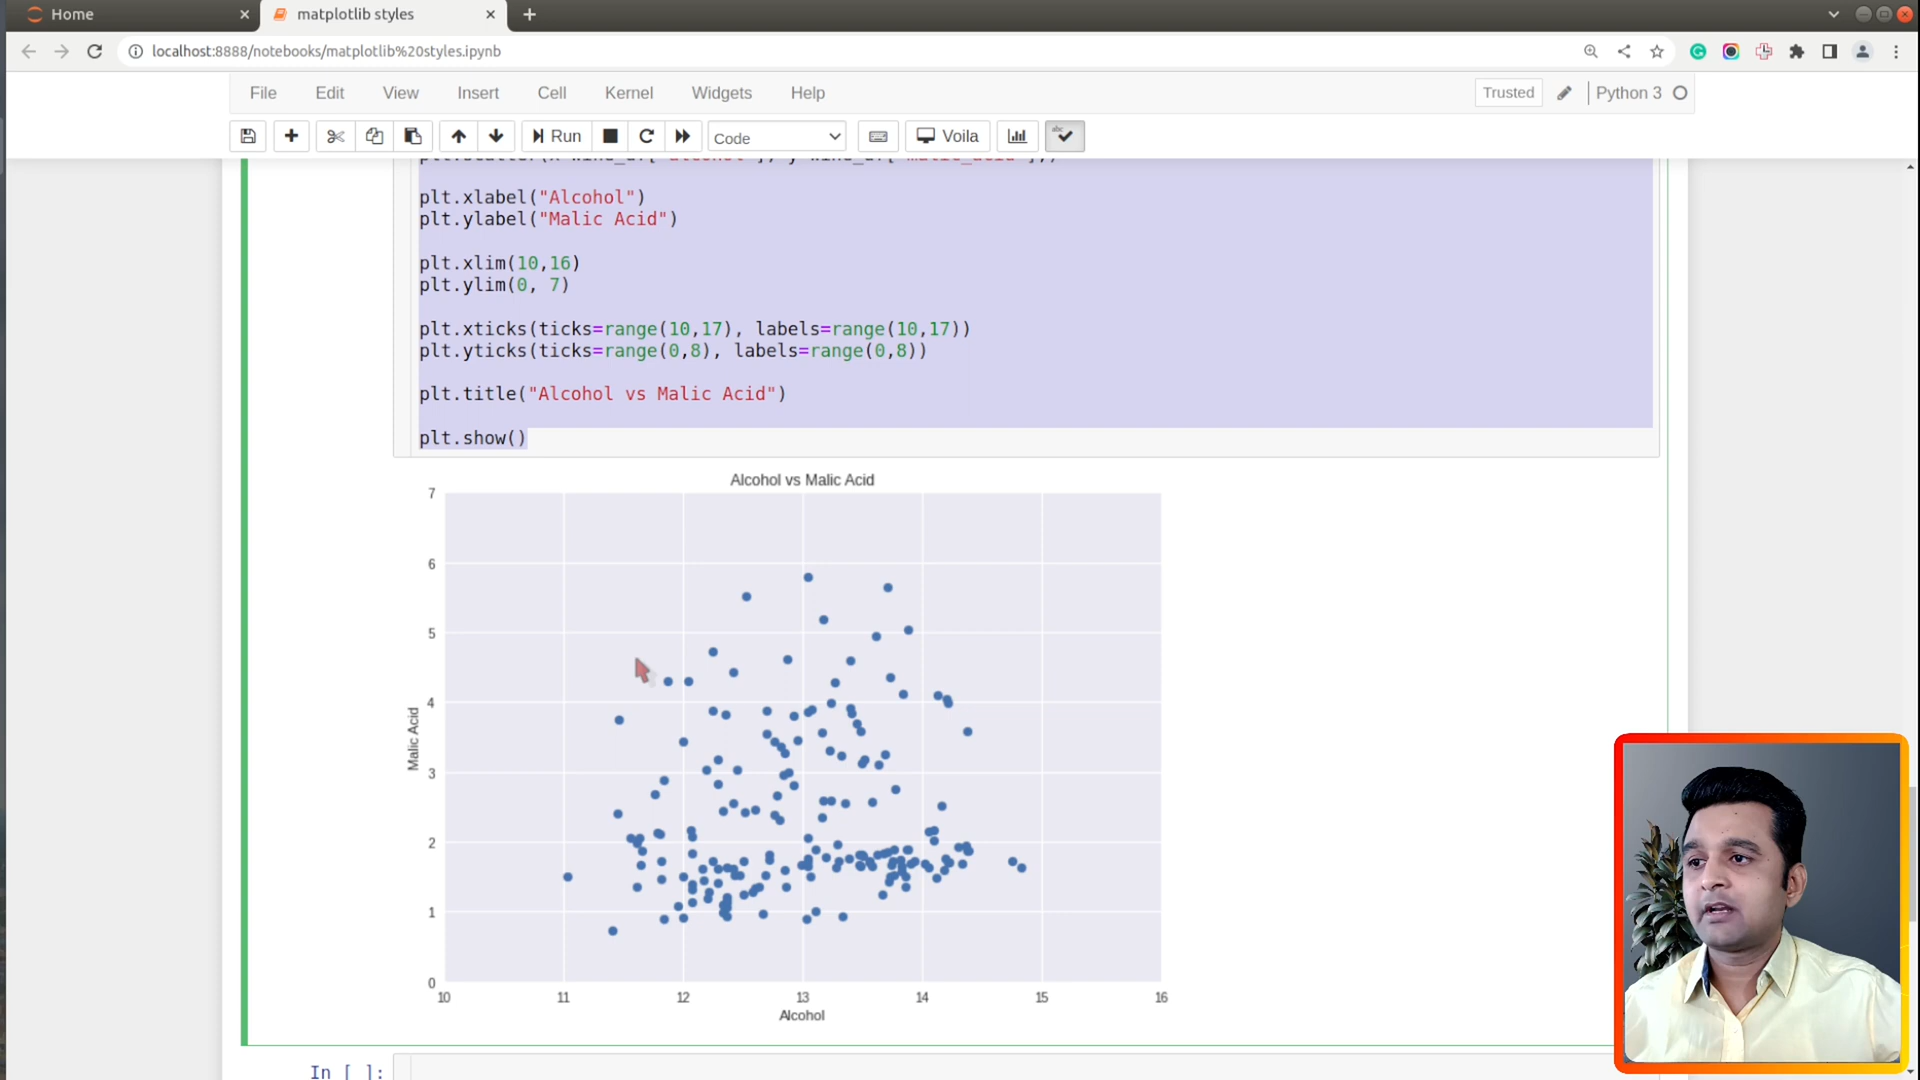 Home
matplotlib styles
localhost:8888/notebooks/matplotlib%20styles.ipynb
File Edit View Insert Cell Kernel Widgets Help Trusted Python 3
Run Code Voila
plt.xlabel("Alcohol")
plt.ylabel("Malic Acid")
plt.xlim(10,16)
plt.ylim(0, 7)
plt.xticks(ticks=range(10,17), labels=range(10,17))
plt.yticks(ticks=range(0,8), labels=range(0,8))
plt.title("Alcohol vs Malic Acid")
plt.show()
Alcohol vs Malic Acid
7
6
5
4
3
2
1
0
Malic Acid
10 11 12 13 14 15 16
Alcohol
In [ ]: